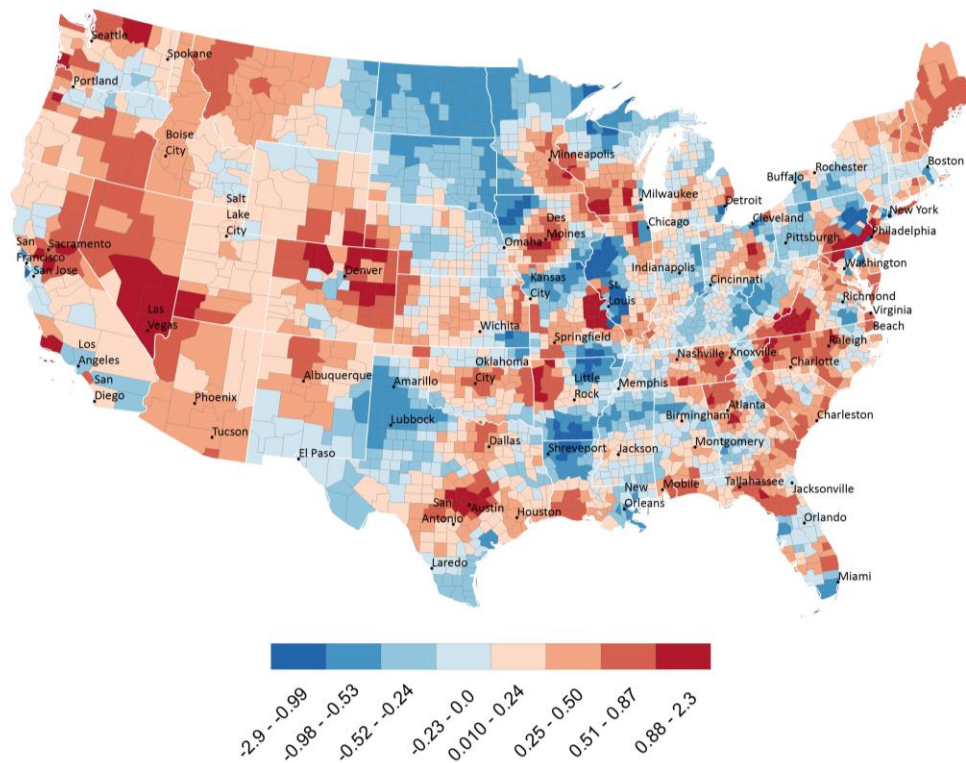 Seattle
Spokane
Portland
Boise
City
Minneapolis
Rochester
Buffalo
Boston
Milwaukee
Detroit
Salt
Lake
City
Des
Moines
Chicago
Cleveland
New York
Omaha
Pittsburgh
Philadelphia
San
Francisco
Sacramento
San Jose
Denver
Kansas
City
Indianapolis
Cincinnati
Washington
St.
Louis
Richmond
Virginia
Beach
Las
Vegas
Wichita
Springfield
Raleigh
Nashville
Knoxville
Charlotte
Los
Angeles
San
Diego
Albuquerque
Amarillo
Oklahoma
City
Little
Rock
Memphis
Atlanta
Phoenix
Lubbock
Birmingham
Charleston
Tucson
El Paso
Dallas
Shreveport
Jackson
Montgomery
New
Orleans
Mobile
Tallahassee
Jacksonville
San
Antonio
Austin
Houston
Orlando
Laredo
Miami
-2.9 - -0.99
-0.98 - -0.53
-0.52 - -0.24
-0.23 - 0.0
0.010 - 0.24
0.25 - 0.50
0.51 - 0.87
0.88 - 2.3